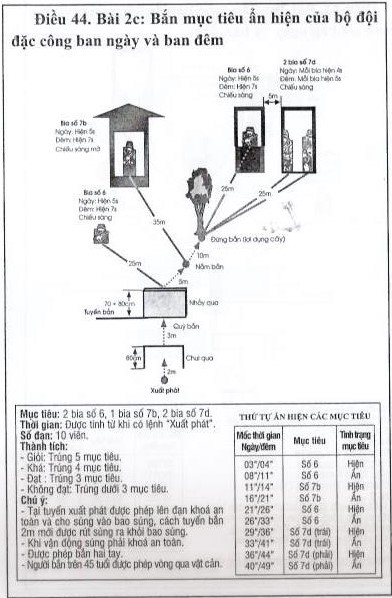 Điều 44. Bài 2c: Bắn mục tiêu ẩn hiện của bộ đội
đặc công ban ngày và ban đêm
Bia số 6
Ngày: Hiện 5s
Đêm: Hiện 7s
Chiếu sáng
2 bia số 7d
Ngày: Mỗi bia hiện 4s
Đêm: Mỗi bia hiện 5s
Chiếu sáng
5m
Bia số 7b
Ngày: Hiện 5s
Đêm: Hiện 7s
Chiếu sáng mờ
Bia số 6
Ngày: Hiện 5s
Đêm: Hiện 7s
Chiếu sáng
25m
25m
35m
25m
Đứng bắn (lợi dụng cây)
10m
Nằm bắn
5m
70 ÷ 80cm
Nhảy qua
Tuyến bắn
Quỳ bắn
3m
80cm
Chui qua
2m
Xuất phát
Mục tiêu: 2 bia số 6, 1 bia số 7b, 2 bia số 7d.
Thời gian: Được tính từ khi có lệnh "Xuất phát".
Số đạn: 10 viên.
Thành tích:
- Giỏi: Trúng 5 mục tiêu.
- Khá: Trúng 4 mục tiêu.
- Đạt : Trúng 3 mục tiêu.
- Không đạt: Trúng dưới 3 mục tiêu.
Chú ý:
- Tại tuyến xuất phát được phép lên đạn khoá an
toàn và cho súng vào bao súng, cách tuyến bắn
2m mới được rút súng ra khỏi bao súng.
- Khi vận động súng phải khoá an toàn.
- Được phép bắn hai tay.
- Người bắn trên 45 tuổi được phép vòng qua vật cản.
THỨ TỰ ẨN HIỆN CÁC MỤC TIÊU
Mốc thời gian Ngày/đêm | Mục tiêu | Tình trạng mục tiêu
03"/04" Số 6 Hiện
08"/11" Số 6 Ẩn
11"/14" Số 7b Hiện
16"/21" Số 7b Ẩn
21"/26" Số 6 Hiện
26"/33" Số 6 Ẩn
29"/36" Số 7d (trái) Hiện
33"/41" Số 7d (trái) Ẩn
36"/44" Số 7d (phải) Hiện
40"/49" Số 7d (phải) Ẩn